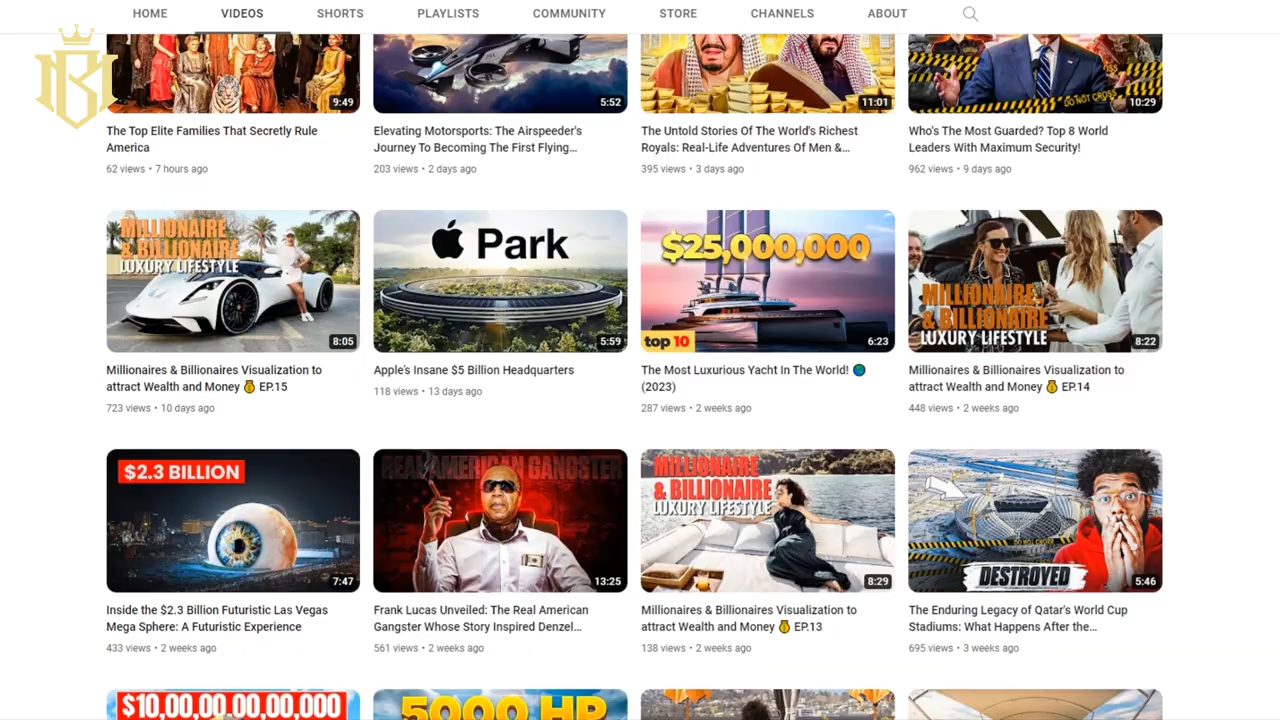 HOME VIDEOS SHORTS PLAYLISTS COMMUNITY STORE CHANNELS ABOUT
9:49
5:52
11:01
DO NOT CROSS
10:29
The Top Elite Families That Secretly Rule
America
62 views • 7 hours ago
Elevating Motorsports: The Airspeeder's
Journey To Becoming The First Flying...
203 views • 2 days ago
The Untold Stories Of The World's Richest
Royals: Real-Life Adventures Of Men &...
395 views • 3 days ago
Who's The Most Guarded? Top 8 World
Leaders With Maximum Security!
962 views • 9 days ago
MILLIONAIRE
& BILLIONAIRE
LUXURY LIFESTYLE
8:05
Park
5:59
$25,000,000
top 10
6:23
MILLIONAIRE
& BILLIONAIRE
LUXURY LIFESTYLE
8:22
Millionaires & Billionaires Visualization to
attract Wealth and Money 💰 EP.15
723 views • 10 days ago
Apple's Insane $5 Billion Headquarters
118 views • 13 days ago
The Most Luxurious Yacht In The World! 🌎
(2023)
287 views • 2 weeks ago
Millionaires & Billionaires Visualization to
attract Wealth and Money 💰 EP.14
448 views • 2 weeks ago
$2.3 BILLION
7:47
REAL AMERICAN GANGSTER
13:25
MILLIONAIRE
& BILLIONAIRE
LUXURY LIFESTYLE
8:29
DO NOT CROSS
DESTROYED
5:46
Inside the $2.3 Billion Futuristic Las Vegas
Mega Sphere: A Futuristic Experience
433 views • 2 weeks ago
Frank Lucas Unveiled: The Real American
Gangster Whose Story Inspired Denzel...
561 views • 2 weeks ago
Millionaires & Billionaires Visualization to
attract Wealth and Money 💰 EP.13
138 views • 2 weeks ago
The Enduring Legacy of Qatar's World Cup
Stadiums: What Happens After the...
695 views • 3 weeks ago
$10,00,00,00,00,000
5000 HP